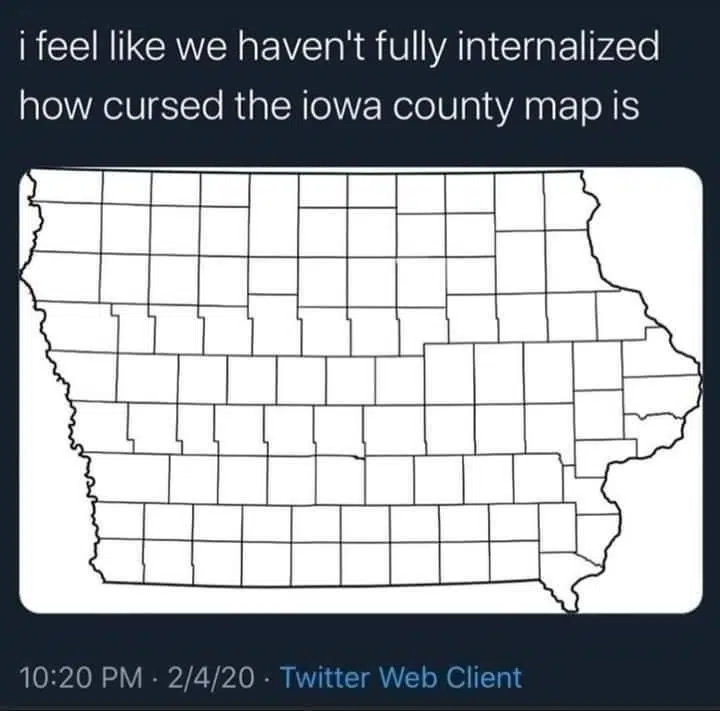 i feel like we haven't fully internalized
how cursed the iowa county map is
10:20 PM · 2/4/20 · Twitter Web Client